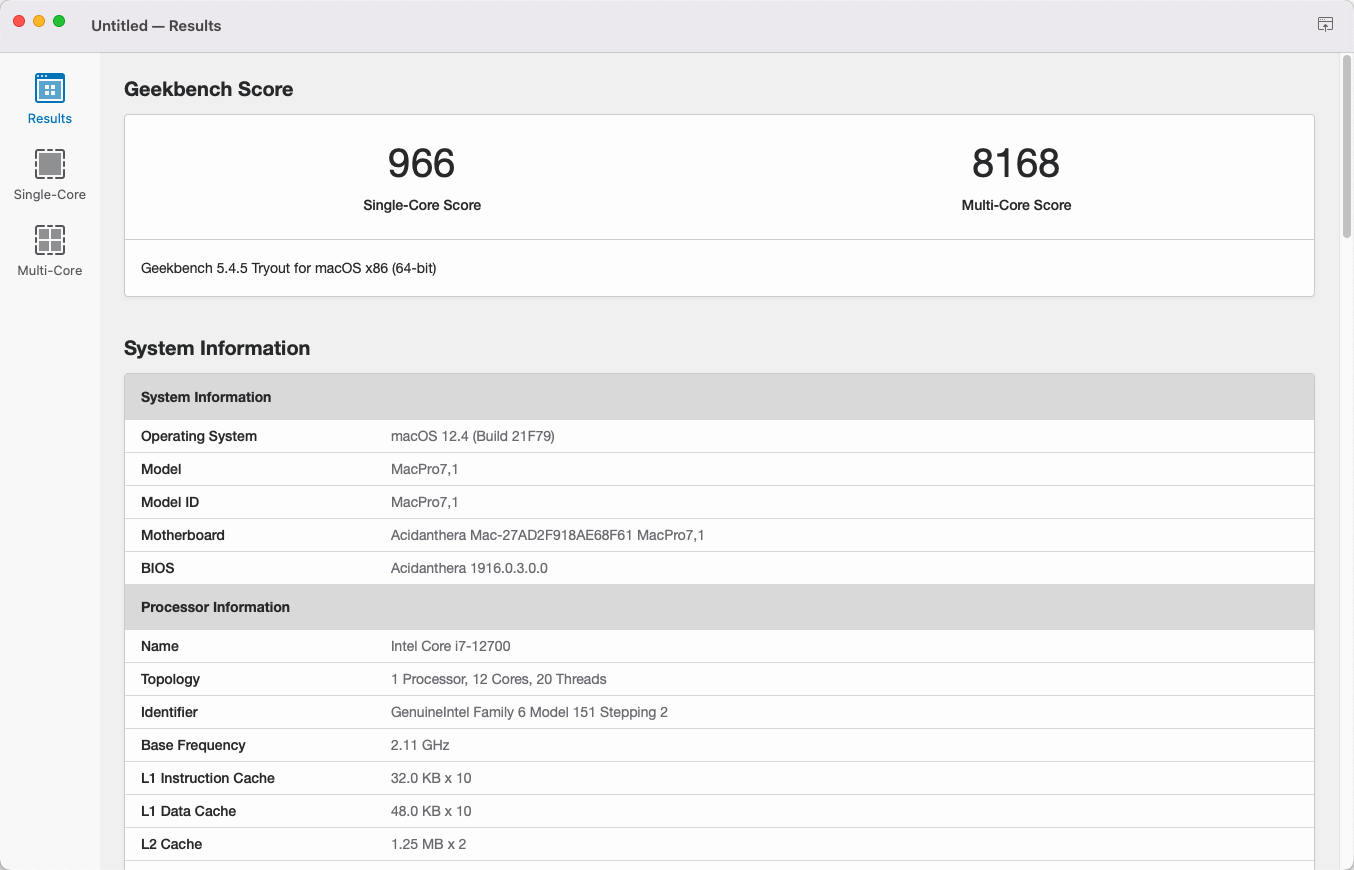 Untitled — Results
Results
Single-Core
Multi-Core
Geekbench Score
966
Single-Core Score
8168
Multi-Core Score
Geekbench 5.4.5 Tryout for macOS x86 (64-bit)
System Information
System Information
Operating System macOS 12.4 (Build 21F79)
Model MacPro7,1
Model ID MacPro7,1
Motherboard Acidanthera Mac-27AD2F918AE68F61 MacPro7,1
BIOS Acidanthera 1916.0.3.0.0
Processor Information
Name Intel Core i7-12700
Topology 1 Processor, 12 Cores, 20 Threads
Identifier GenuineIntel Family 6 Model 151 Stepping 2
Base Frequency 2.11 GHz
L1 Instruction Cache 32.0 KB x 10
L1 Data Cache 48.0 KB x 10
L2 Cache 1.25 MB x 2